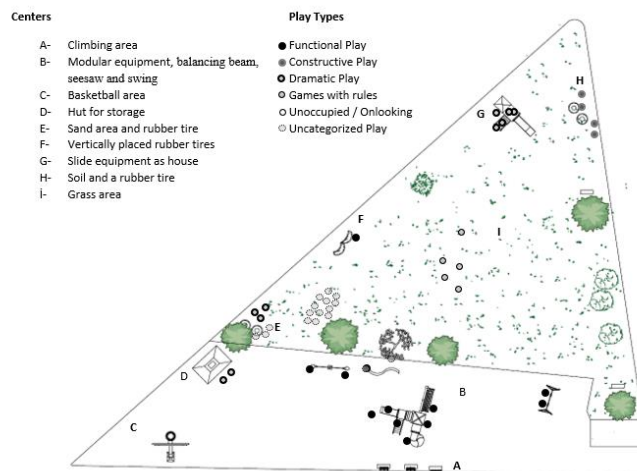 Centers
A- Climbing area
B- Modular equipment, balancing beam,
seesaw and swing
C- Basketball area
D- Hut for storage
E- Sand area and rubber tire
F- Vertically placed rubber tires
G- Slide equipment as house
H- Soil and a rubber tire
İ- Grass area
Play Types
Functional Play
Constructive Play
Dramatic Play
Games with rules
Unoccupied / Onlooking
Uncategorized Play
H
G
F
I
E
D
B
C
A